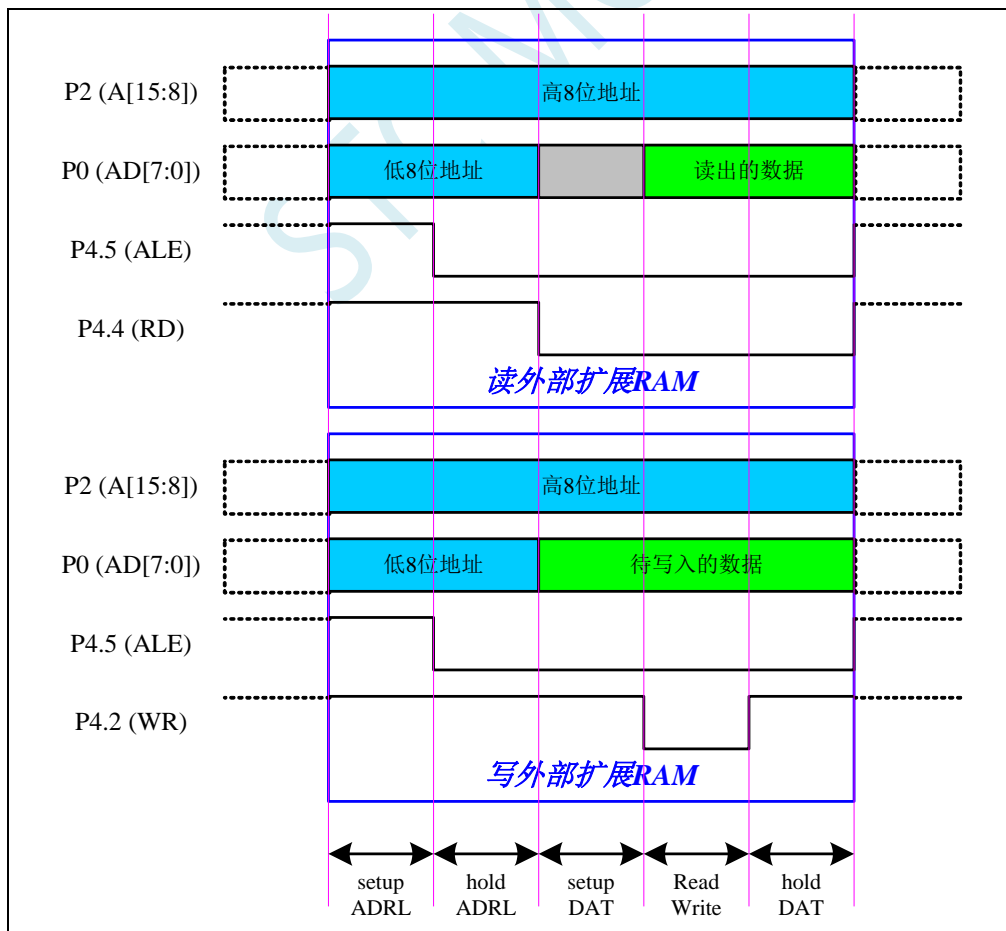 P2 (A[15:8])
高8位地址
P0 (AD[7:0])
低8位地址
读出的数据
P4.5 (ALE)
P4.4 (RD)
读外部扩展RAM
P2 (A[15:8])
高8位地址
P0 (AD[7:0])
低8位地址
待写入的数据
P4.5 (ALE)
P4.2 (WR)
写外部扩展RAM
setup
ADRL
hold
ADRL
setup
DAT
Read
Write
hold
DAT